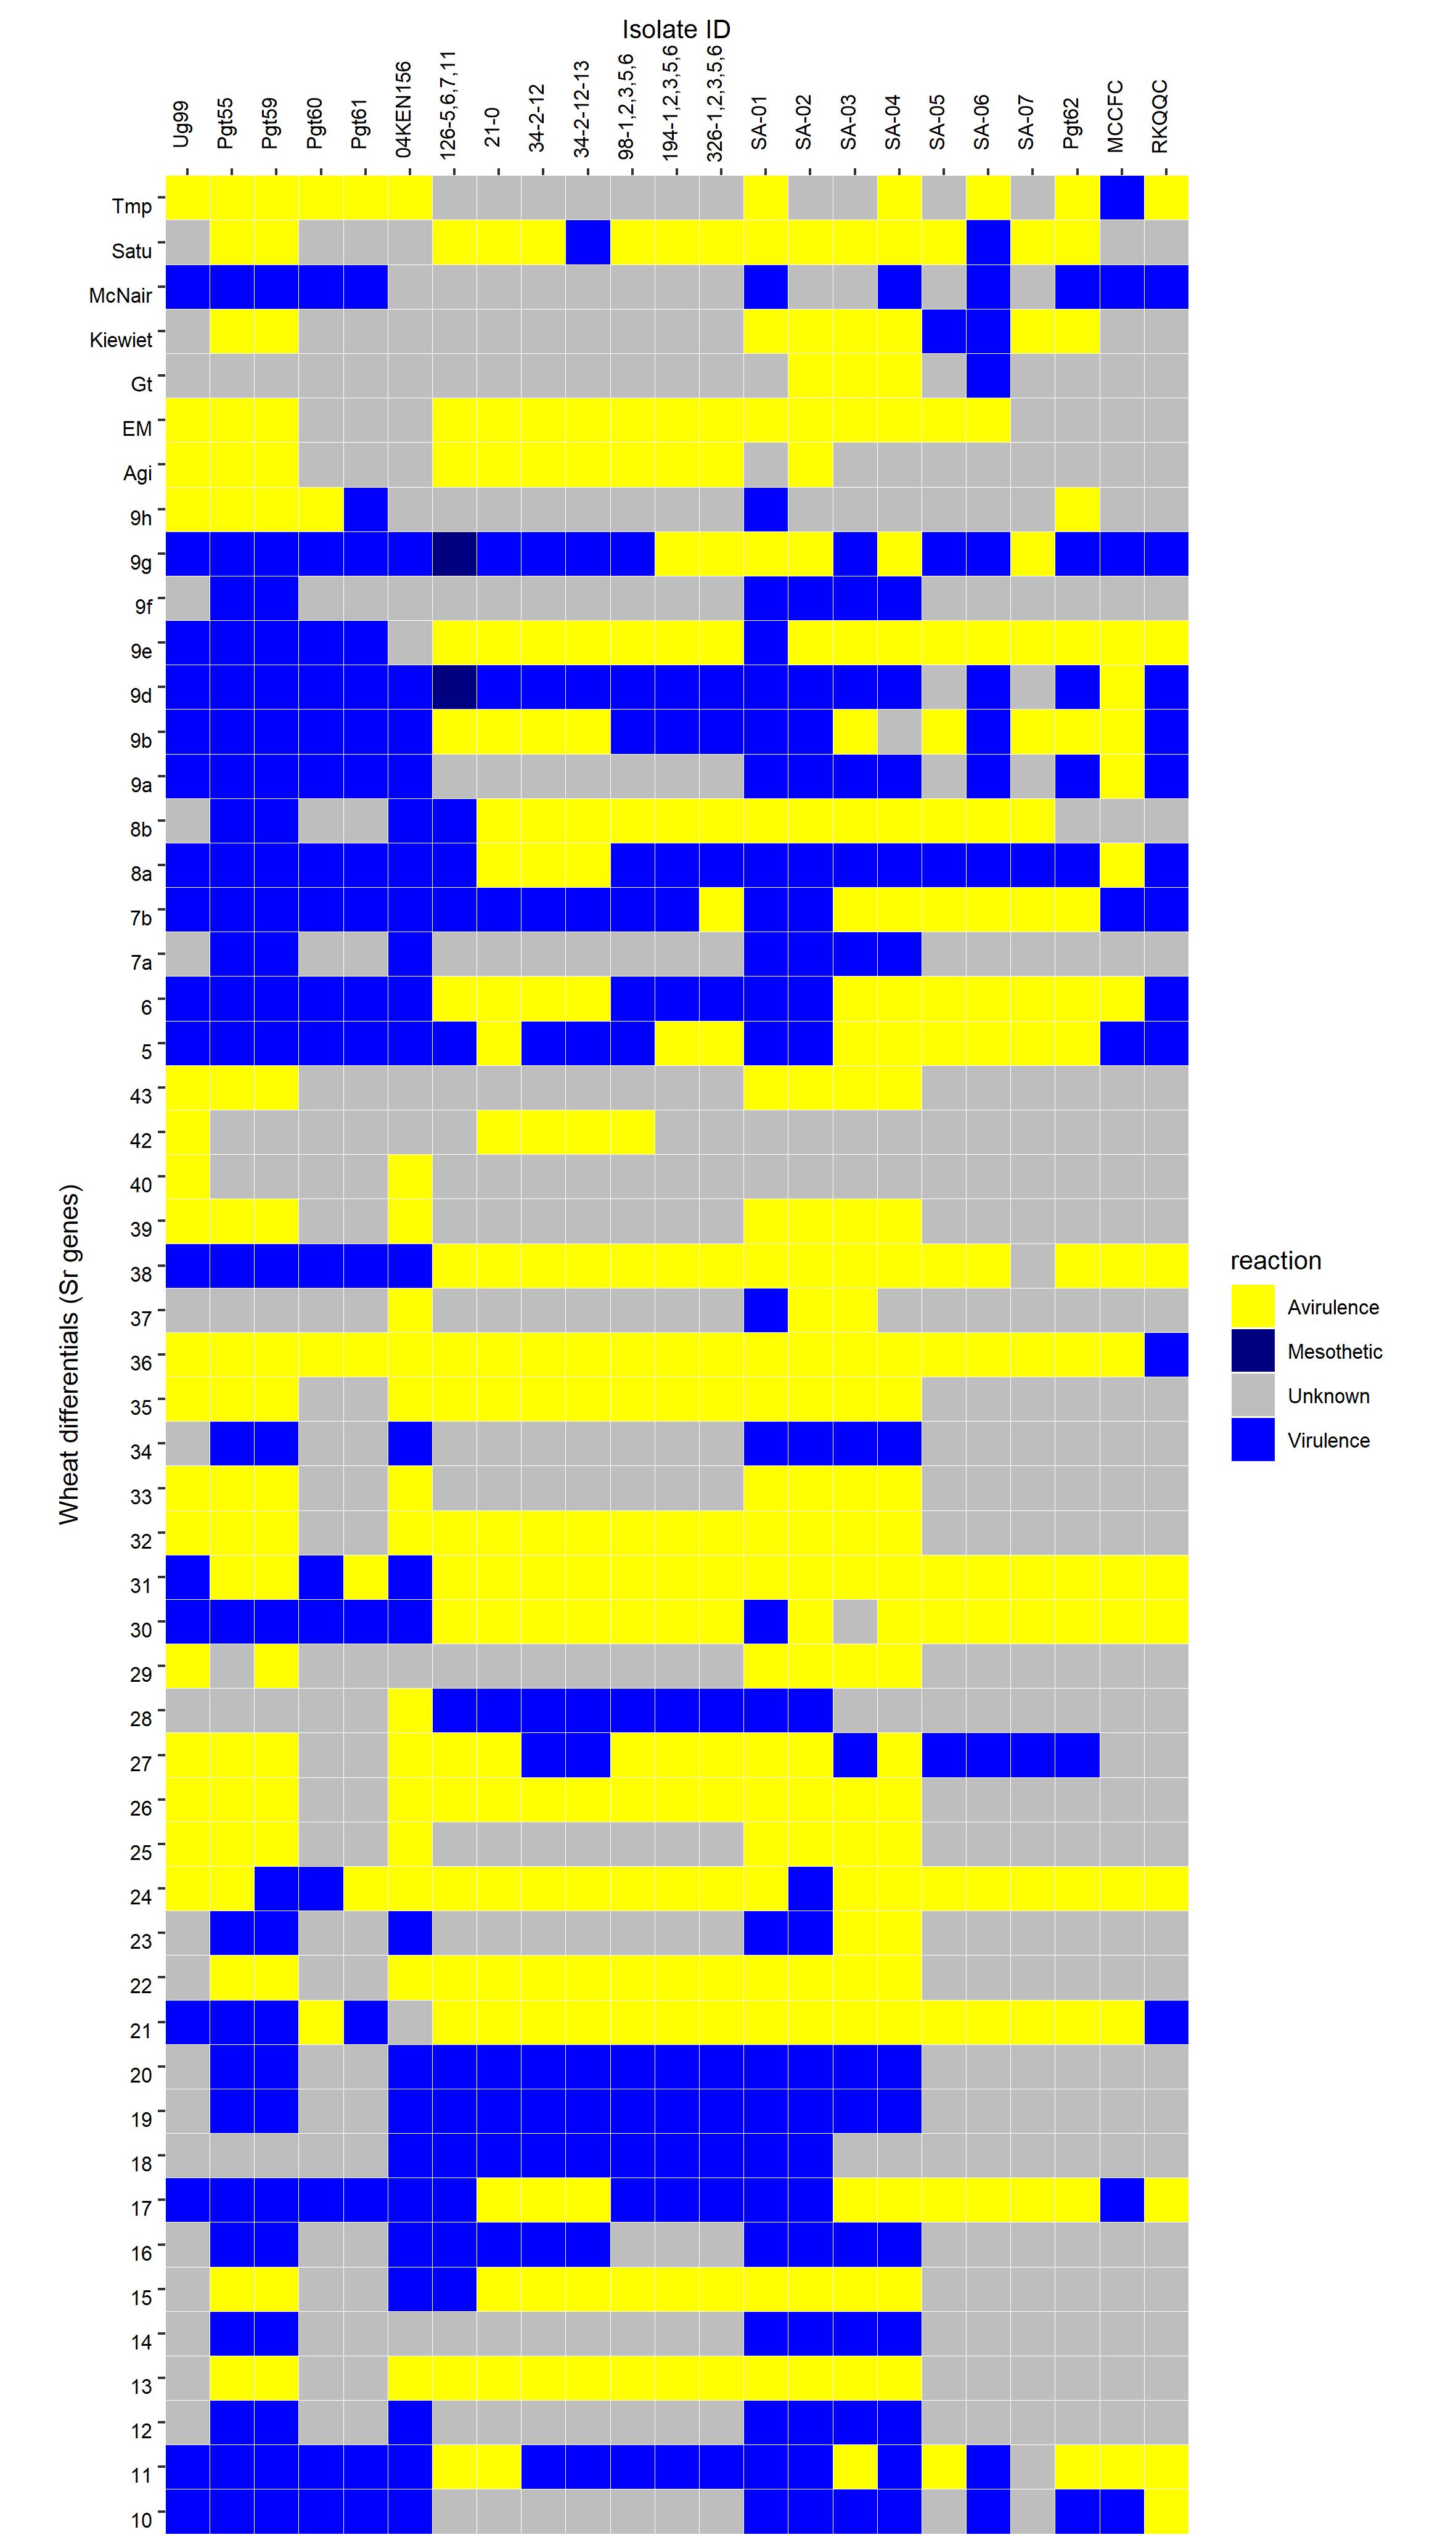 Isolate ID
Ug99
Pgt55
Pgt59
Pgt60
Pgt61
04KEN156
126-5,6,7,11
21-0
34-2-12
34-2-12-13
98-1,2,3,5,6
194-1,2,3,5,6
326-1,2,3,5,6
SA-01
SA-02
SA-03
SA-04
SA-05
SA-06
SA-07
Pgt62
MCCFC
RKQQC
Tmp
Satu
McNair
Kiewiet
Gt
EM
Agi
9h
9g
9f
9e
9d
9b
9a
8b
8a
7b
7a
6
5
43
42
40
39
38
37
36
35
34
33
32
31
30
29
28
27
26
25
24
23
22
21
20
19
18
17
16
15
14
13
12
11
10
Wheat differentials (Sr genes)
reaction
Avirulence
Mesothetic
Unknown
Virulence